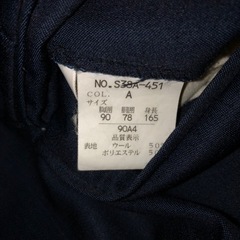 NO. S38A-451
COL. A
サイズ
胸囲 胴囲 身長
90 78 165
90A4
品質表示
表地 ウール 50
ポリエステル 50